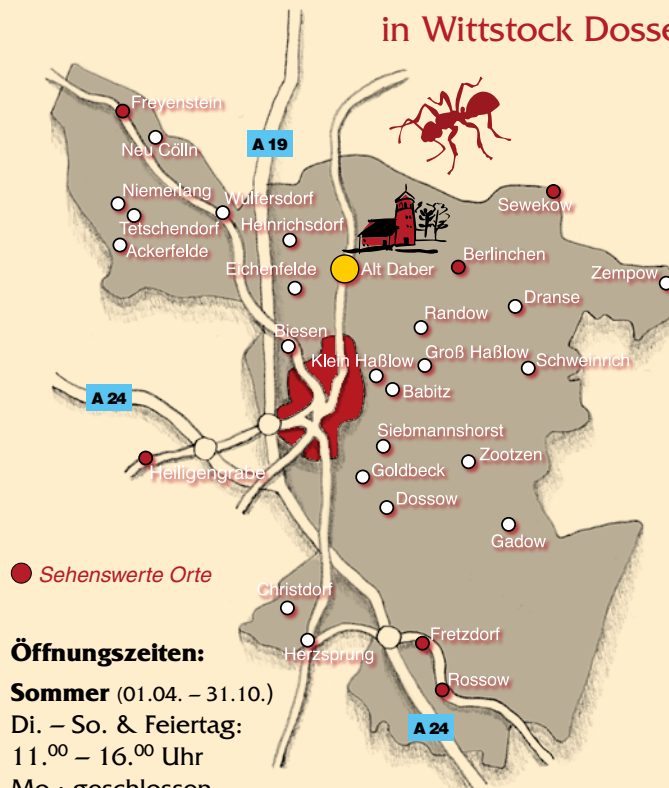 in Wittstock Dosse
Freyenstein
Neu Cölln
A 19
Niemerlang
Wulfersdorf
Sewekow
Tetschendorf
Heinrichsdorf
Ackerfelde
Berlinchen
Eichenfelde
Alt Daber
Zempow
Dranse
Randow
Biesen
Klein Haßlow
Groß Haßlow
Schweinrich
A 24
Babitz
Siebmannshorst
Zootzen
Heiligengrabe
Goldbeck
Dossow
Gadow
Sehenswerte Orte
Christdorf
Fretzdorf
Herzsprung
Rossow
A 24
Öffnungszeiten:
Sommer (01.04. – 31.10.)
Di. – So. & Feiertag:
11.00 – 16.00 Uhr
Mo.: geschlossen